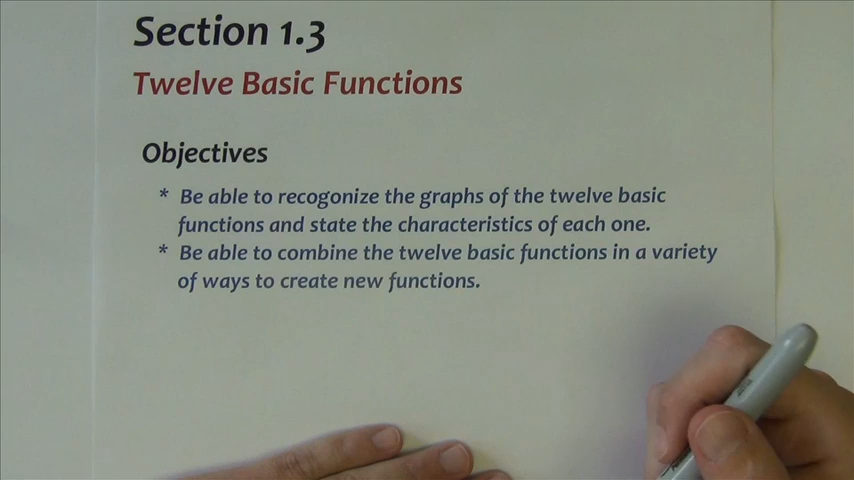 Section 1.3
Twelve Basic Functions
Objectives
* Be able to recogonize the graphs of the twelve basic
functions and state the characteristics of each one.
* Be able to combine the twelve basic functions in a variety
of ways to create new functions.